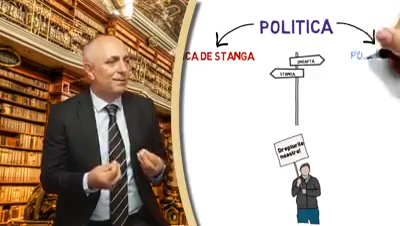 POLITICA
CA DE STANGA
DREAPTA
STANGA
Drepturile
noastre!